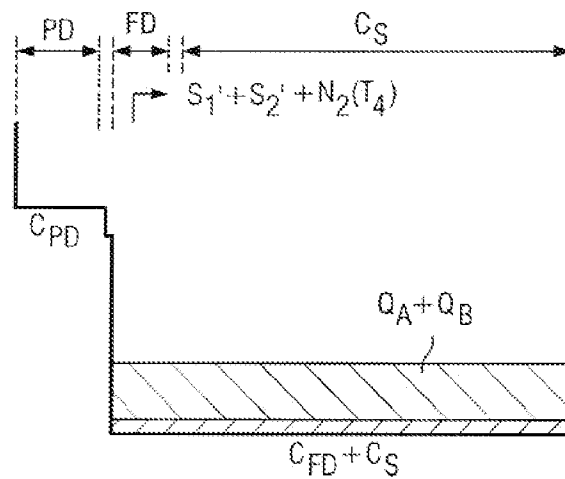 PD FD C_S
S_1' + S_2' + N_2(T_4)
C_PD
Q_A + Q_B
C_FD + C_S